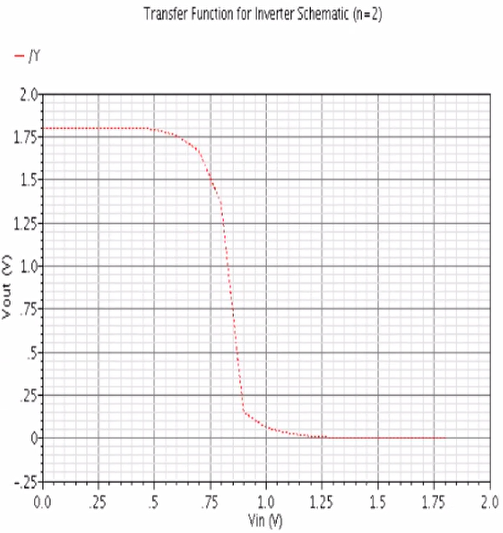 Transfer Function for Inverter Schematic (n=2)
/Y
2.0
1.75
1.5
1.25
1.0
.75
.5
.25
0
-.25
Vout (V)
0.0 .25 .5 .75 1.0 1.25 1.5 1.75 2.0
Vin (V)